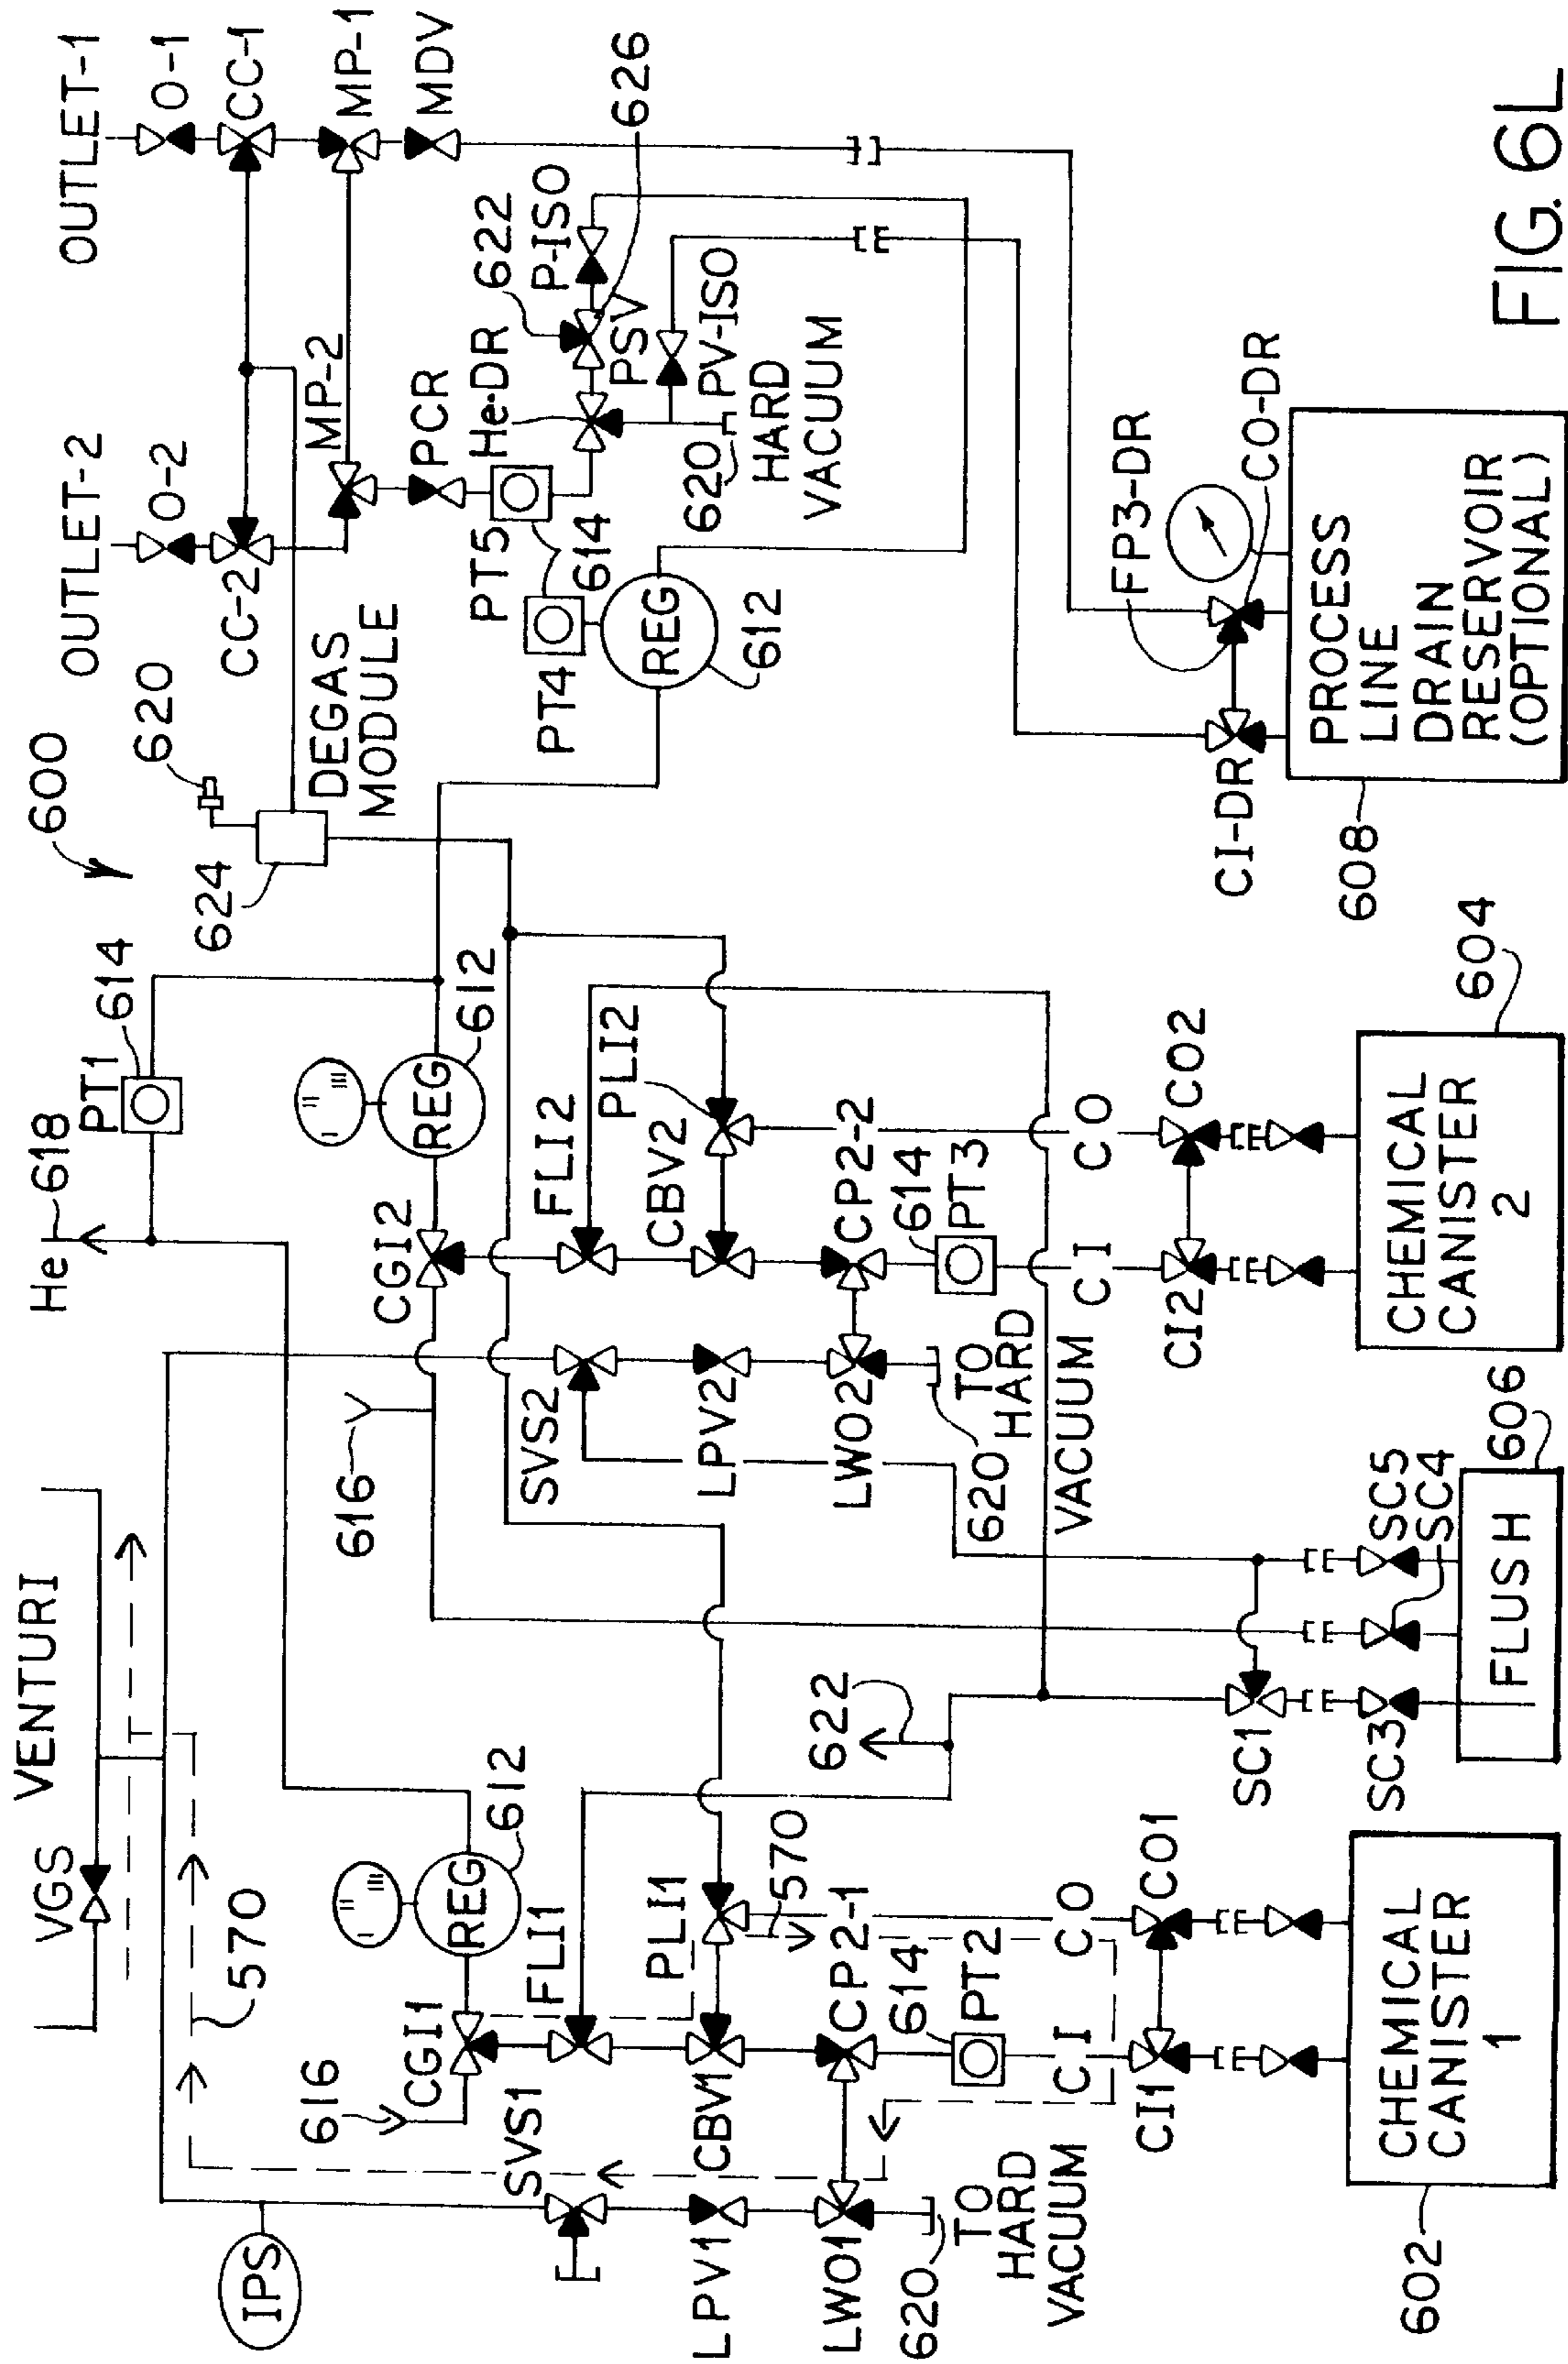 VENTURI
VGS
570
IPS
616
CGI1
REG
612
FLI1
SVS1
PLI1
570
CBV1
LPV1
CP2-1
LW01
614
PT2
620
TO
HARD
VACUUM
CI
CO
CI1
CO1
CHEMICAL
CANISTER
1
602
622
SC1
SC3
SC5
SC4
FLUSH
606
He
618
PT1
614
600
616
CGI2
REG
612
FLI2
SVS2
PLI2
CBV2
LPV2
CP2-2
LW02
614
PT3
620
TO
HARD
VACUUM
CI
CO
CI2
CO2
CHEMICAL
CANISTER
2
604
620
624
DEGAS
MODULE
OUTLET-2
O-2
CC-2
OUTLET-1
O-1
CC-1
MP-1
MDV
MP-2
PCR
PT5
614
PT4
REG
612
He-DR
622
P-ISO
626
PSV
PV-ISO
620
HARD
VACUUM
FP3-DR
CO-DR
CI-DR
PROCESS
LINE
DRAIN
RESERVOIR
(OPTIONAL)
608
FIG. 6L